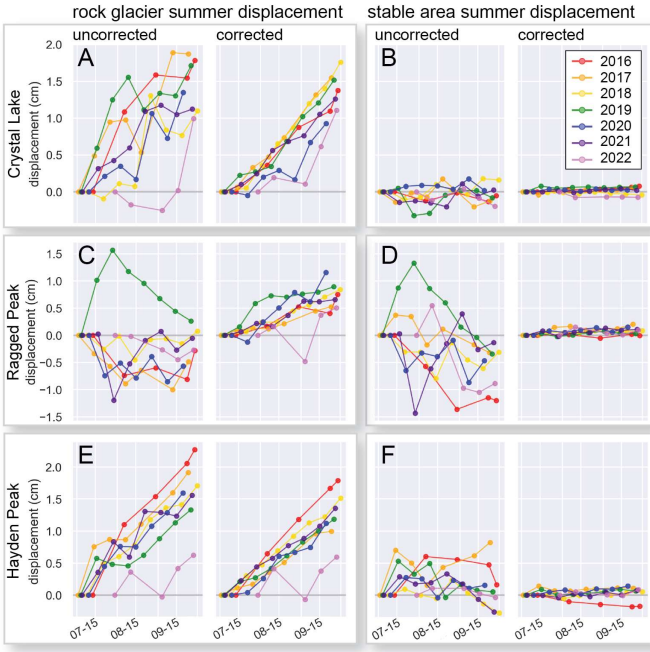 rock glacier summer displacement stable area summer displacement
uncorrected corrected uncorrected corrected
A B
Crystal Lake
displacement (cm)
2.0
1.5
1.0
0.5
0.0
2016
2017
2018
2019
2020
2021
2022
C D
Ragged Peak
displacement (cm)
1.5
1.0
0.5
0.0
−0.5
−1.0
−1.5
E F
Hayden Peak
displacement (cm)
2.0
1.5
1.0
0.5
0.0
07-15 08-15 09-15 07-15 08-15 09-15 07-15 08-15 09-15 07-15 08-15 09-15